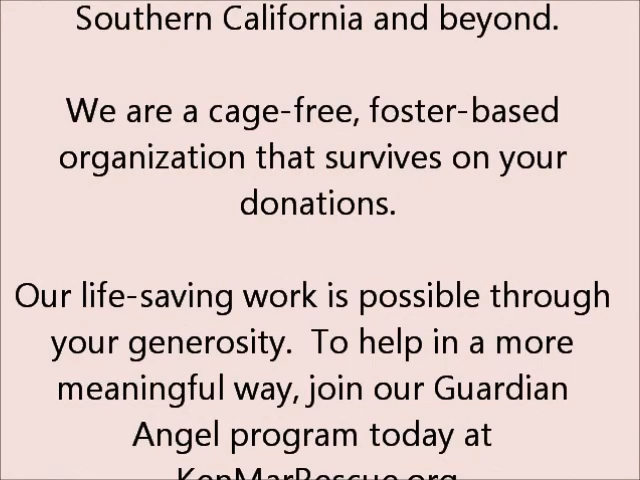 Southern California and beyond.
We are a cage-free, foster-based
organization that survives on your
donations.
Our life-saving work is possible through
your generosity.  To help in a more
meaningful way, join our Guardian
Angel program today at
KenMarRescue.org